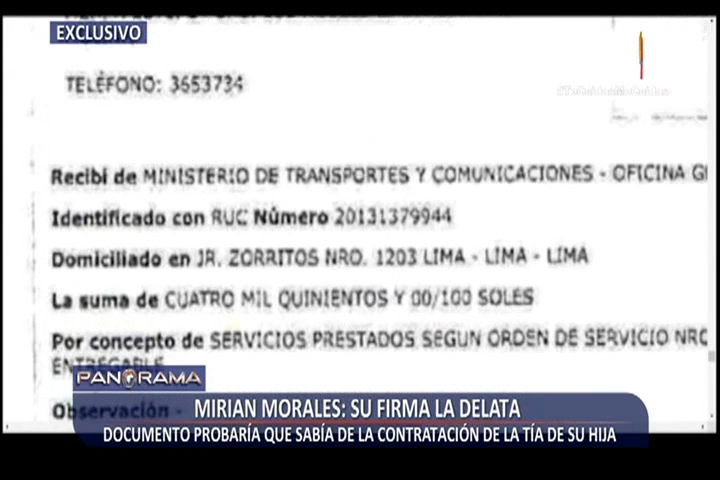 EXCLUSIVO
TELÉFONO: 3653734
Recibí de MINISTERIO DE TRANSPORTES Y COMUNICACIONES - OFICINA
Identificado con RUC Número 20131379944
Domiciliado en JR. ZORRITOS NRO. 1203 LIMA - LIMA - LIMA
La suma de CUATRO MIL QUINIENTOS Y 00/100 SOLES
Por concepto de SERVICIOS PRESTADOS SEGUN ORDEN DE SERVICIO NRO
ENTREGABLE
Observación -
PANORAMA
MIRIAN MORALES: SU FIRMA LA DELATA
DOCUMENTO PROBARÍA QUE SABÍA DE LA CONTRATACIÓN DE LA TÍA DE SU HIJA